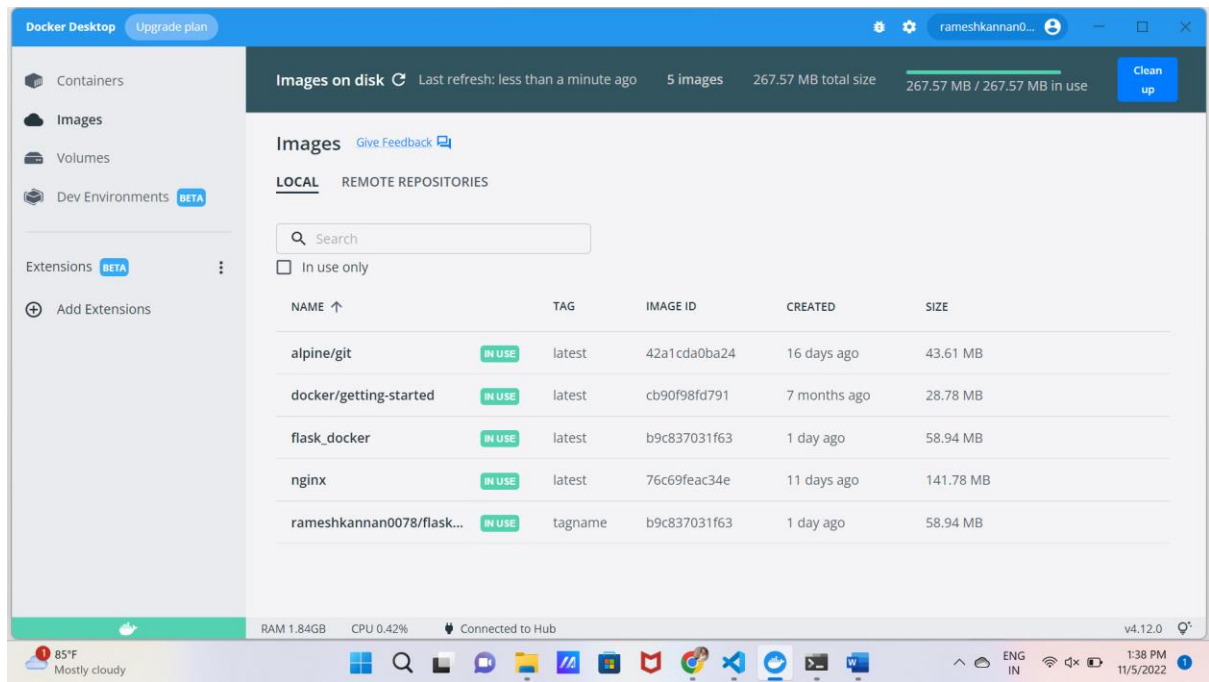 Docker Desktop Upgrade plan rameshkannan0...
Containers
Images
Volumes
Dev Environments BETA
Extensions BETA
Add Extensions
Images on disk Last refresh: less than a minute ago 5 images 267.57 MB total size 267.57 MB / 267.57 MB in use Clean up
Images Give Feedback
LOCAL REMOTE REPOSITORIES
Search
In use only
NAME TAG IMAGE ID CREATED SIZE
alpine/git IN USE latest 42a1cda0ba24 16 days ago 43.61 MB
docker/getting-started IN USE latest cb90f98fd791 7 months ago 28.78 MB
flask_docker IN USE latest b9c837031f63 1 day ago 58.94 MB
nginx IN USE latest 76c69feac34e 11 days ago 141.78 MB
rameshkannan0078/flask... IN USE tagname b9c837031f63 1 day ago 58.94 MB
RAM 1.84GB CPU 0.42% Connected to Hub v4.12.0
1 85°F
Mostly cloudy
ENG
IN
1:38 PM
11/5/2022
1